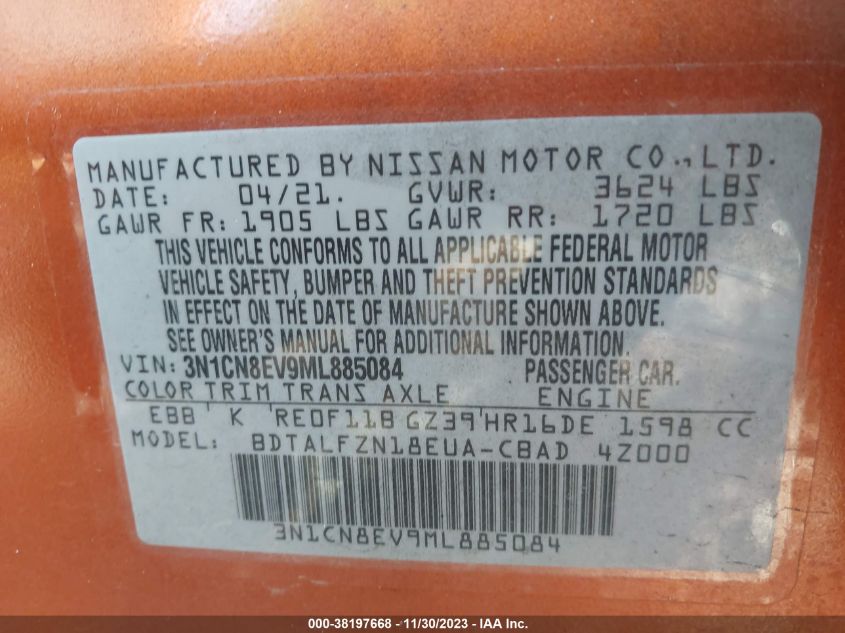 MANUFACTURED BY NISSAN MOTOR CO., LTD.
DATE: 04/21. GVWR: 3624 LBS
GAWR FR: 1905 LBS GAWR RR: 1720 LBS
THIS VEHICLE CONFORMS TO ALL APPLICABLE FEDERAL MOTOR
VEHICLE SAFETY, BUMPER AND THEFT PREVENTION STANDARDS
IN EFFECT ON THE DATE OF MANUFACTURE SHOWN ABOVE.
SEE OWNER'S MANUAL FOR ADDITIONAL INFORMATION.
VIN: 3N1CN8EV9ML885084 PASSENGER CAR.
COLOR TRIM TRANS AXLE ENGINE
EBB K RE0F11B GZ39 HR16DE 1598 CC
MODEL: BDTALFZN18EUA-CBAD 4Z000
3N1CN8EV9ML885084
000-38197668 - 11/30/2023 - IAA Inc.